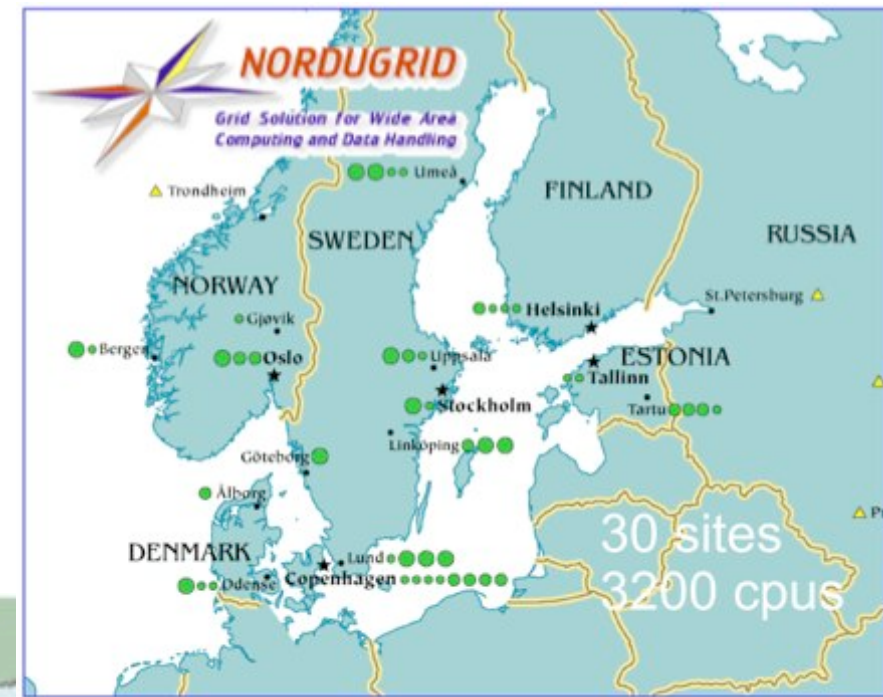 NORDUGRID
Grid Solution for Wide Area
Computing and Data Handling
Umeå
Trondheim
FINLAND
SWEDEN
RUSSIA
NORWAY
St.Petersburg
Helsinki
Gjøvik
Bergen
Oslo
Uppsala
ESTONIA
Tallinn
Stockholm
Tartu
Linköping
Göteborg
Ålborg
30 sites
DENMARK
Lund
Odense
Copenhagen
3200 cpus